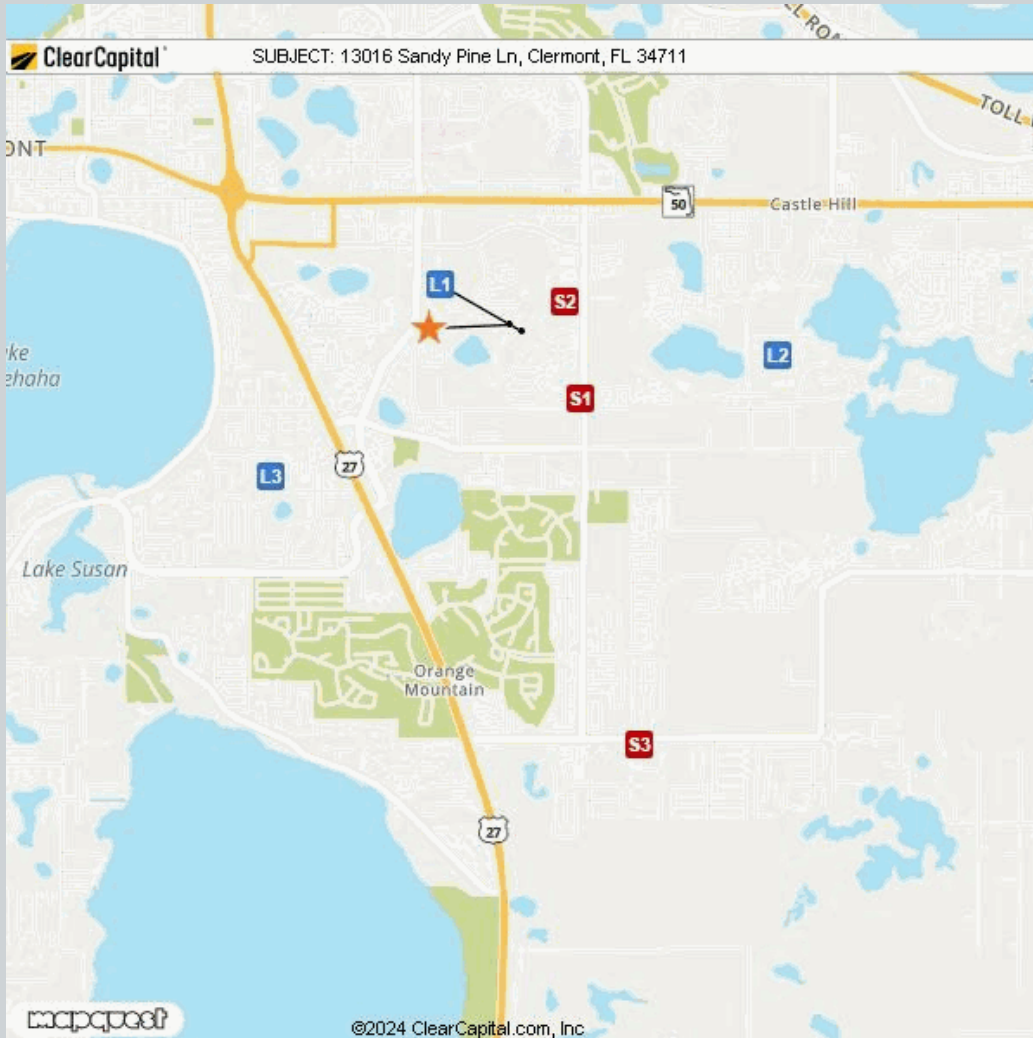 ClearCapital
SUBJECT: 13016 Sandy Pine Ln, Clermont, FL 34711
TOLL
ONT
50
Castle Hill
L1
S2
L2
ke
ehaha
S1
27
L3
Lake Susan
Orange
Mountain
S3
27
mapquest
©2024 ClearCapital.com, Inc